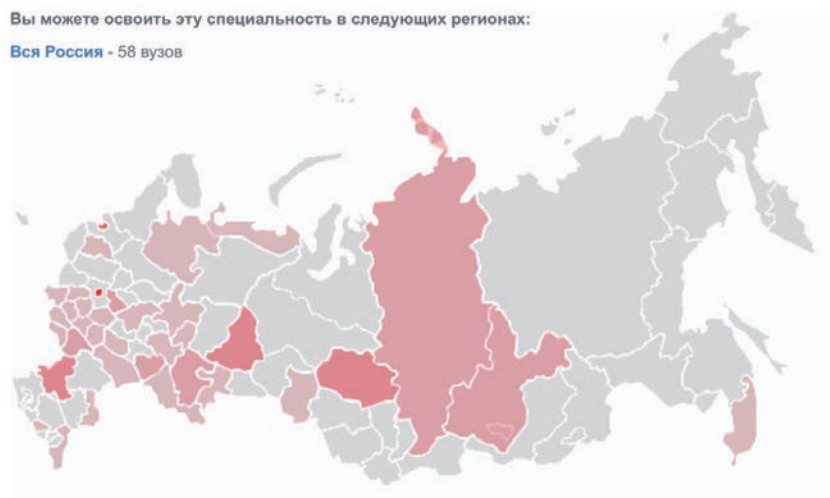 Вы можете освоить эту специальность в следующих регионах:
Вся Россия - 58 вузов